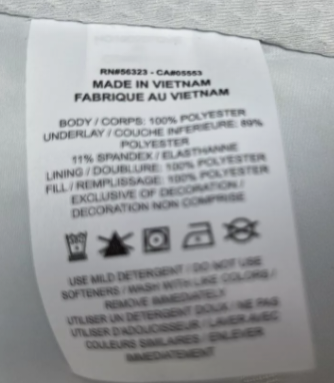 RN#56323 - CA#05553
MADE IN VIETNAM
FABRIQUE AU VIETNAM
BODY / CORPS: 100% POLYESTER
UNDERLAY / COUCHE INFERIEURE: 89%
POLYESTER
11% SPANDEX / ELASTHANNE
LINING / DOUBLURE: 100% POLYESTER
FILL / REMPLISSAGE: 100% POLYESTER
EXCLUSIVE OF DECORATION /
DECORATION NON COMPRISE
USE MILD DETERGENT / DO NOT USE
SOFTENERS / WASH WITH LIKE COLORS /
REMOVE IMMEDIATELY
UTILISER UN DETERGENT DOUX / NE PAS
UTILISER D'ADOUCISSEUR / LAVER AVEC
COULEURS SIMILAIRES / ENLEVER
IMMEDIATEMENT